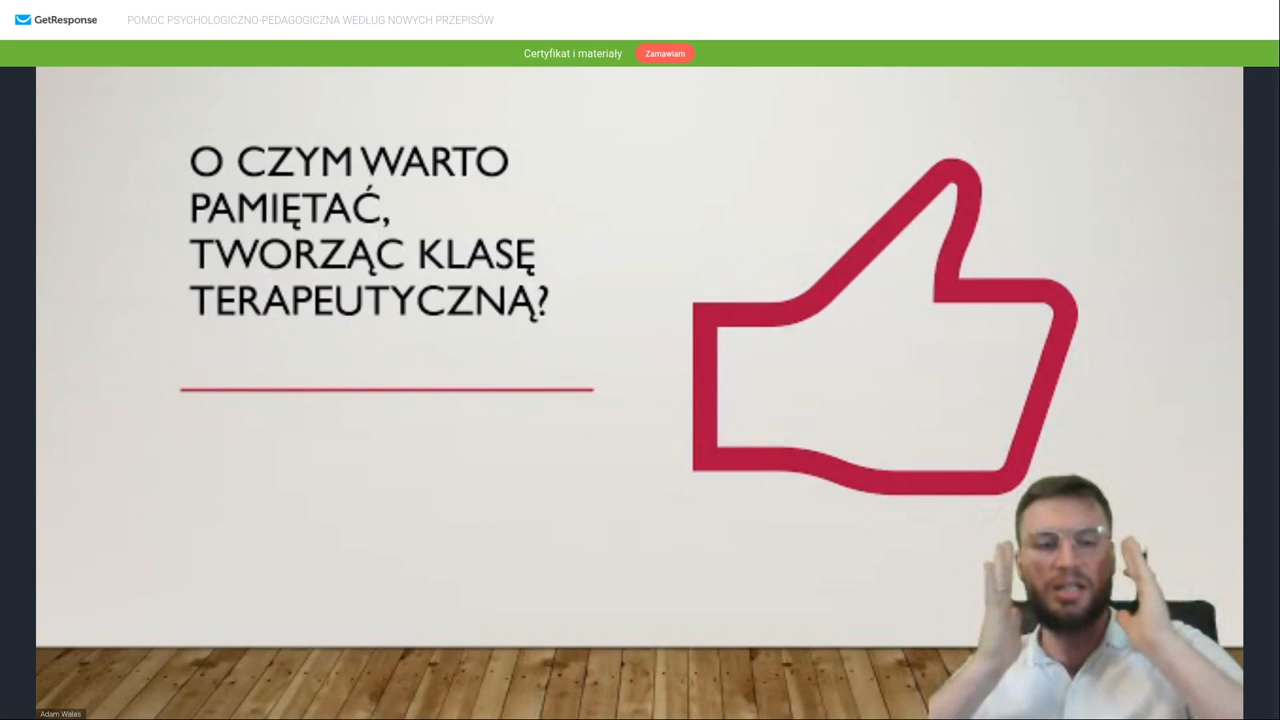 GetResponse
POMOC PSYCHOLOGICZNO-PEDAGOGICZNA WEDŁUG NOWYCH PRZEPISÓW
Certyfikat i materiały
Zamawiam
O CZYM WARTO
PAMIĘTAĆ,
TWORZĄC KLASĘ
TERAPEUTYCZNĄ?
Adam Walas